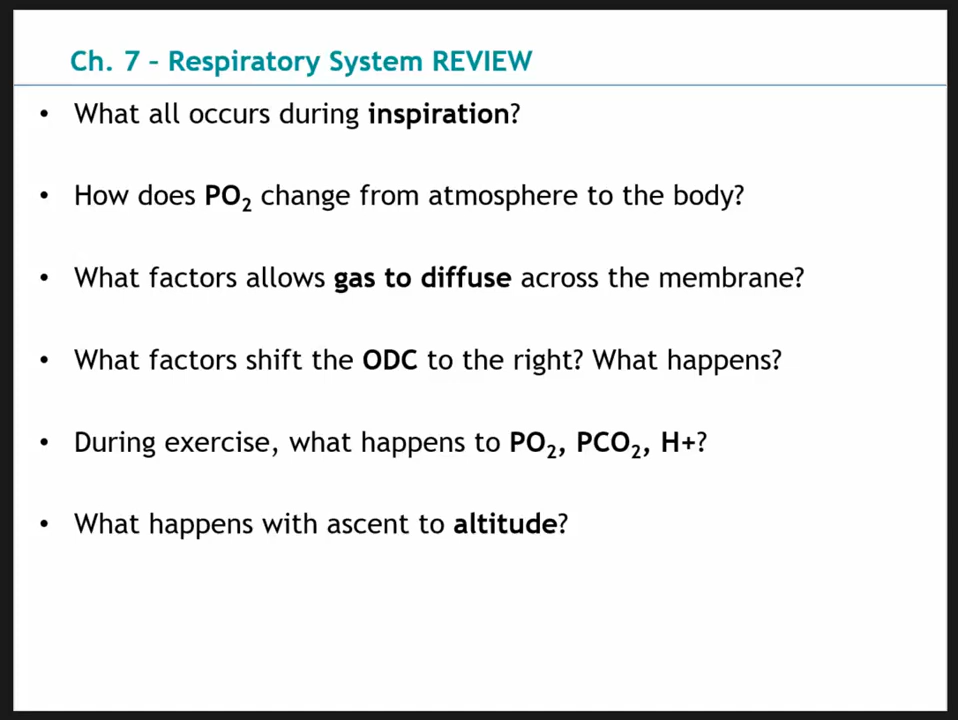 Ch. 7 – Respiratory System REVIEW
• What all occurs during inspiration?
• How does PO₂ change from atmosphere to the body?
• What factors allows gas to diffuse across the membrane?
• What factors shift the ODC to the right? What happens?
• During exercise, what happens to PO₂, PCO₂, H+?
• What happens with ascent to altitude?